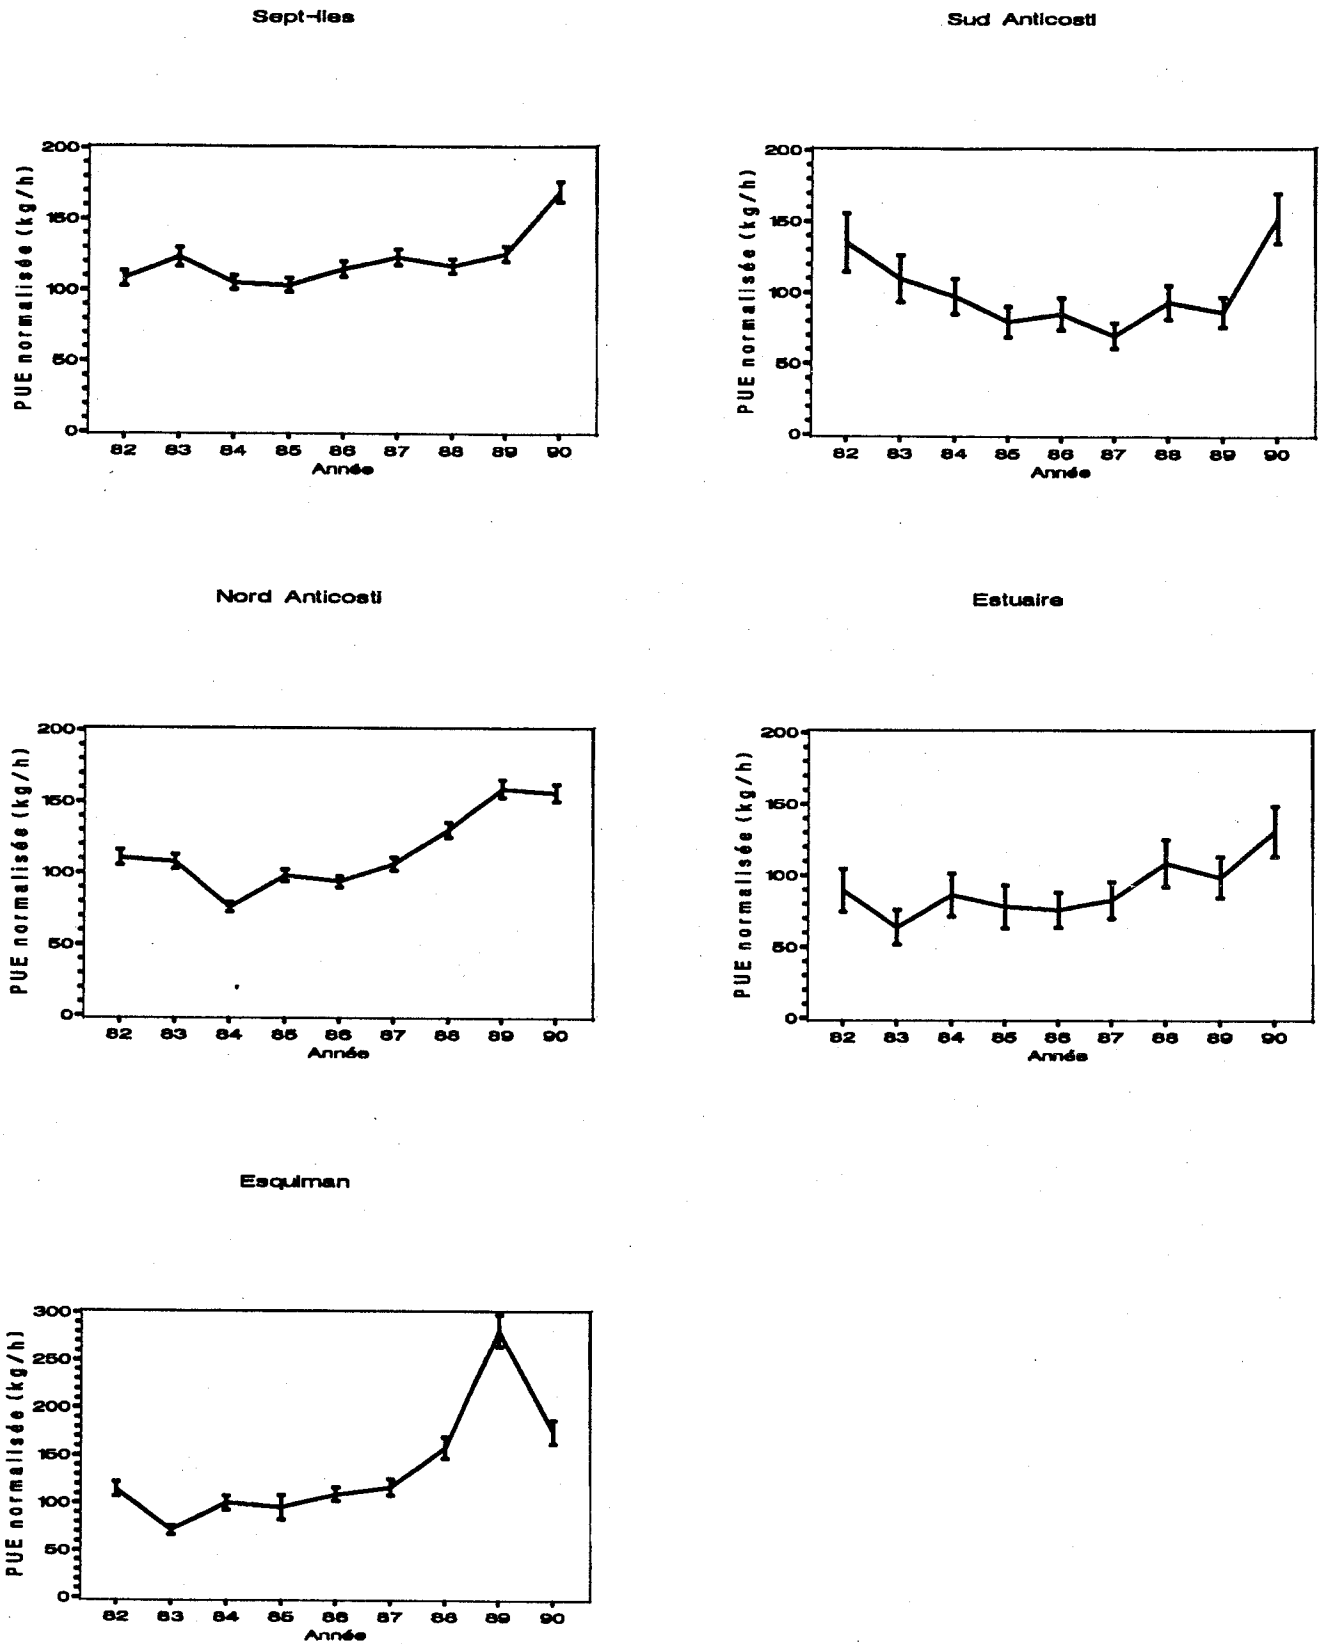 Sept-Iles
PUE normalisée (kg/h)
200
150
100
50
0
82 83 84 85 86 87 88 89 90
Année
Sud Anticosti
PUE normalisée (kg/h)
200
150
100
50
0
82 83 84 85 86 87 88 89 90
Année
Nord Anticosti
PUE normalisée (kg/h)
200
150
100
50
0
82 83 84 85 86 87 88 89 90
Année
Estuaire
PUE normalisée (kg/h)
200
150
100
50
0
82 83 84 85 86 87 88 89 90
Année
Esquiman
PUE normalisée (kg/h)
300
250
200
150
100
50
0
82 83 84 85 86 87 88 89 90
Année